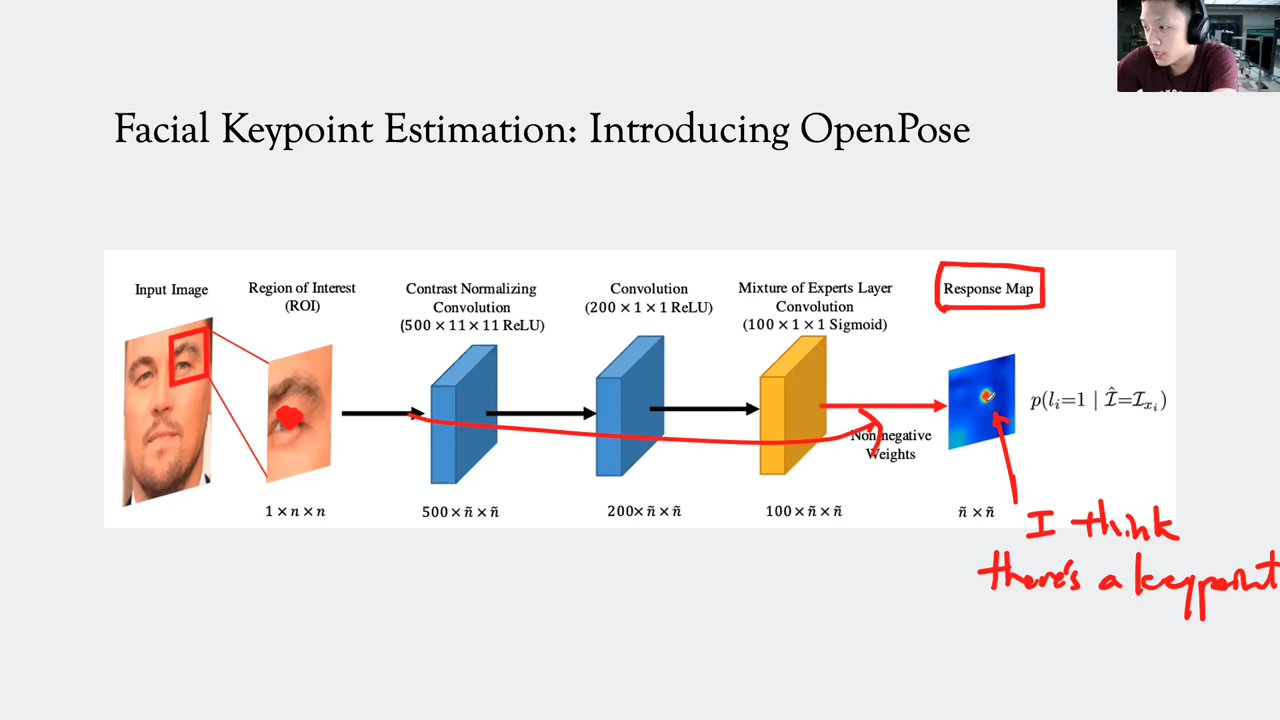 Facial Keypoint Estimation: Introducing OpenPose
Input Image
Region of Interest
(ROI)
Contrast Normalizing
Convolution
(500 × 11 × 11 ReLU)
Convolution
(200 × 1 × 1 ReLU)
Mixture of Experts Layer
Convolution
(100 × 1 × 1 Sigmoid)
Response Map
p(lᵢ=1 | Î=I_{xᵢ})
Non-negative
Weights
1 × n × n
500× ñ × ñ
200× ñ × ñ
100× ñ × ñ
ñ × ñ
I think
there's a keypoint